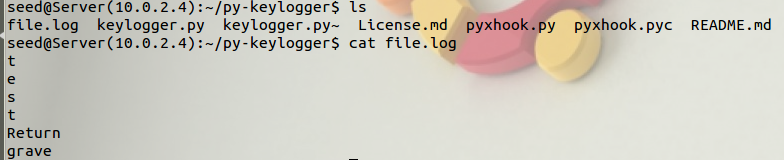 seed@Server(10.0.2.4):~/py-keylogger$ ls
file.log  keylogger.py  keylogger.py~  License.md  pyxhook.py  pyxhook.pyc  README.md
seed@Server(10.0.2.4):~/py-keylogger$ cat file.log
t
e
s
t
Return
grave